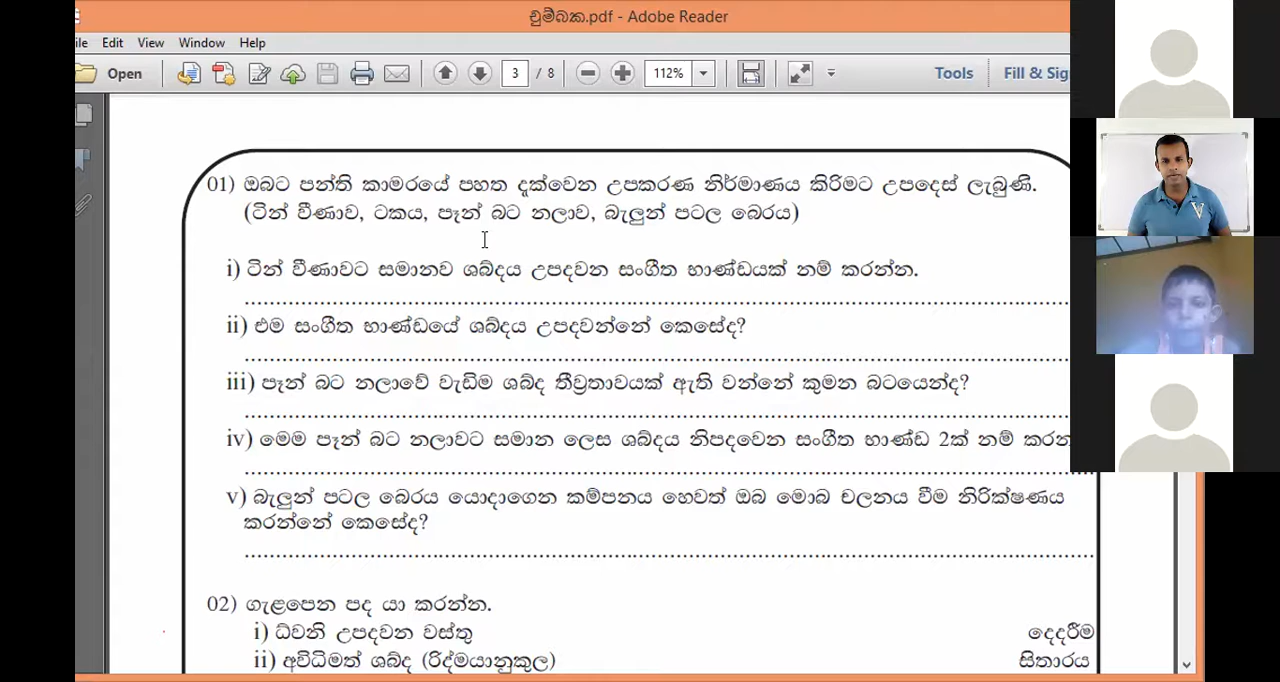 චුම්බක.pdf - Adobe Reader
ile Edit View Window Help
Open 3 / 8 112% Tools Fill & Sig
01) ඔබට පන්ති කාමරයේ පහත දැක්වෙන උපකරණ නිර්මාණය කිරිමට උපදෙස් ලැබුණි.
(ටින් වීණාව, ටකය, පෑන් බට නලාව, බැලුන් පටල බෙරය)
i) ටින් වීණාවට සමානව ශබ්දය උපදවන සංගීත භාණ්ඩයක් නම් කරන්න.
ii) එම සංගීත භාණ්ඩයේ ශබ්දය උපදවන්නේ කෙසේද?
iii) පෑන් බට නලාවේ වැඩිම ශබ්ද තීව්‍රතාවයක් ඇති වන්නේ කුමන බටයෙන්ද?
iv) මෙම පෑන් බට නලාවට සමාන ලෙස ශබ්දය නිපදවෙන සංගීත භාණ්ඩ 2ක් නම් කරන
v) බැලුන් පටල බෙරය යොදාගෙන කම්පනය හෙවත් ඔබ මොබ චලනය වීම නිරික්ෂණය
කරන්නේ කෙසේද?
02) ගැළපෙන පද යා කරන්න.
i) ධ්වනි උපදවන වස්තු දෙදරීම
ii) අවිධිමත් ශබ්ද (රිද්මයානුකූල) සිතාරය